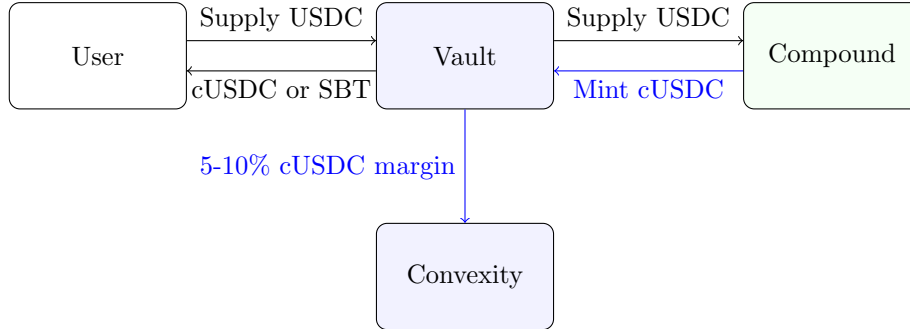 Supply USDC
Supply USDC
User
Vault
Compound
cUSDC or SBT
Mint cUSDC
5-10% cUSDC margin
Convexity